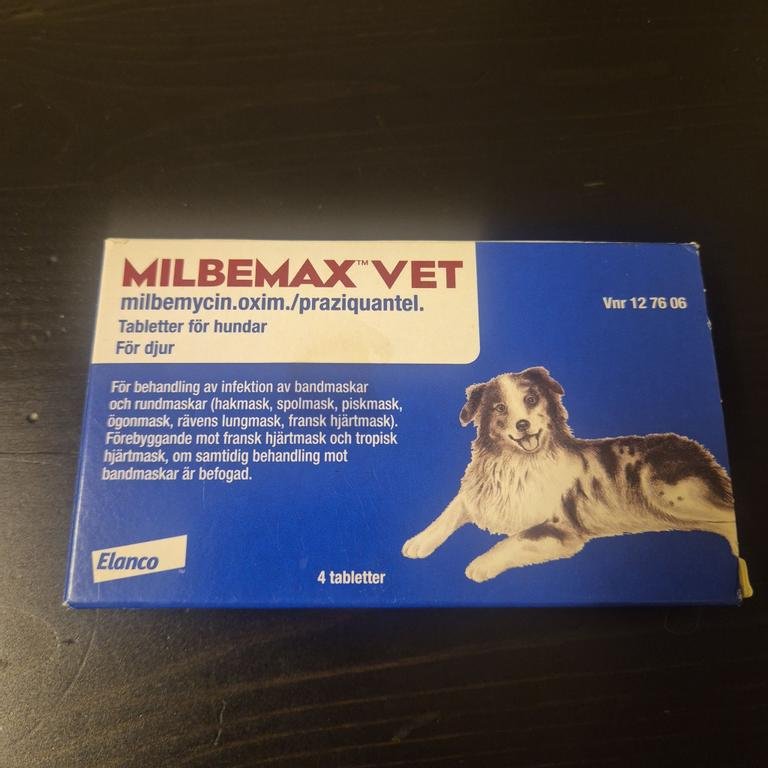 MILBEMAX™ VET
milbemycin.oxim./praziquantel.
Tabletter för hundar
För djur
Vnr 12 76 06
För behandling av infektion av bandmaskar
och rundmaskar (hakmask, spolmask, piskmask,
ögonmask, rävens lungmask, fransk hjärtmask).
Förebyggande mot fransk hjärtmask och tropisk
hjärtmask, om samtidig behandling mot
bandmaskar är befogad.
Elanco
4 tabletter